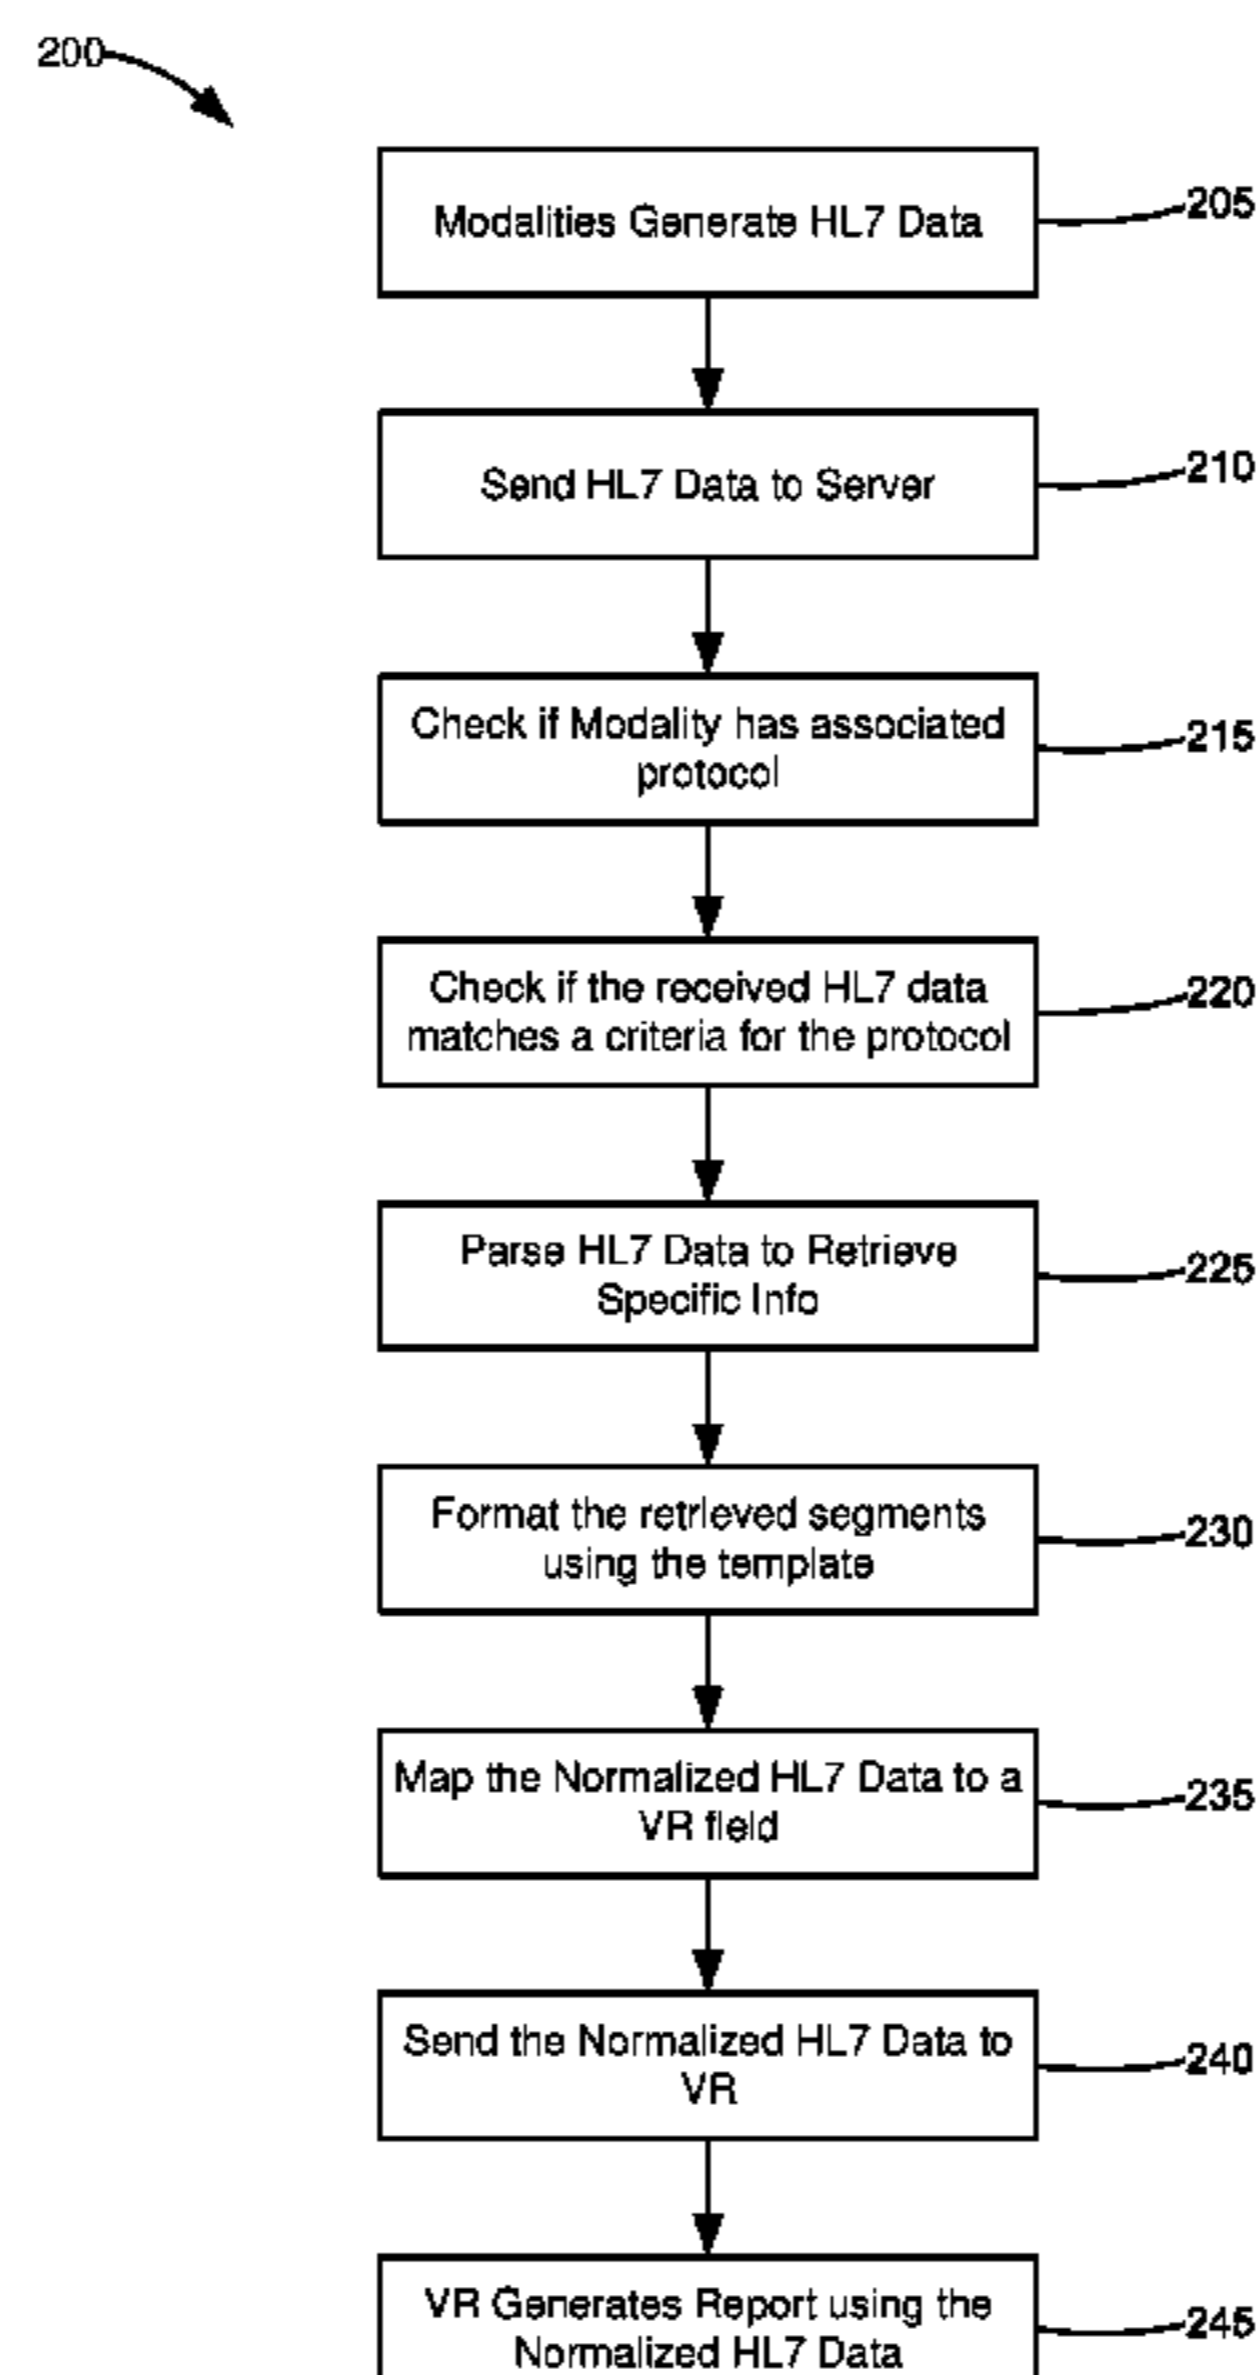 200
Modalities Generate HL7 Data
205
Send HL7 Data to Server
210
Check if Modality has associated
protocol
215
Check if the received HL7 data
matches a criteria for the protocol
220
Parse HL7 Data to Retrieve
Specific Info
225
Format the retrieved segments
using the template
230
Map the Normalized HL7 Data to a
VR field
235
Send the Normalized HL7 Data to
VR
240
VR Generates Report using the
Normalized HL7 Data
245